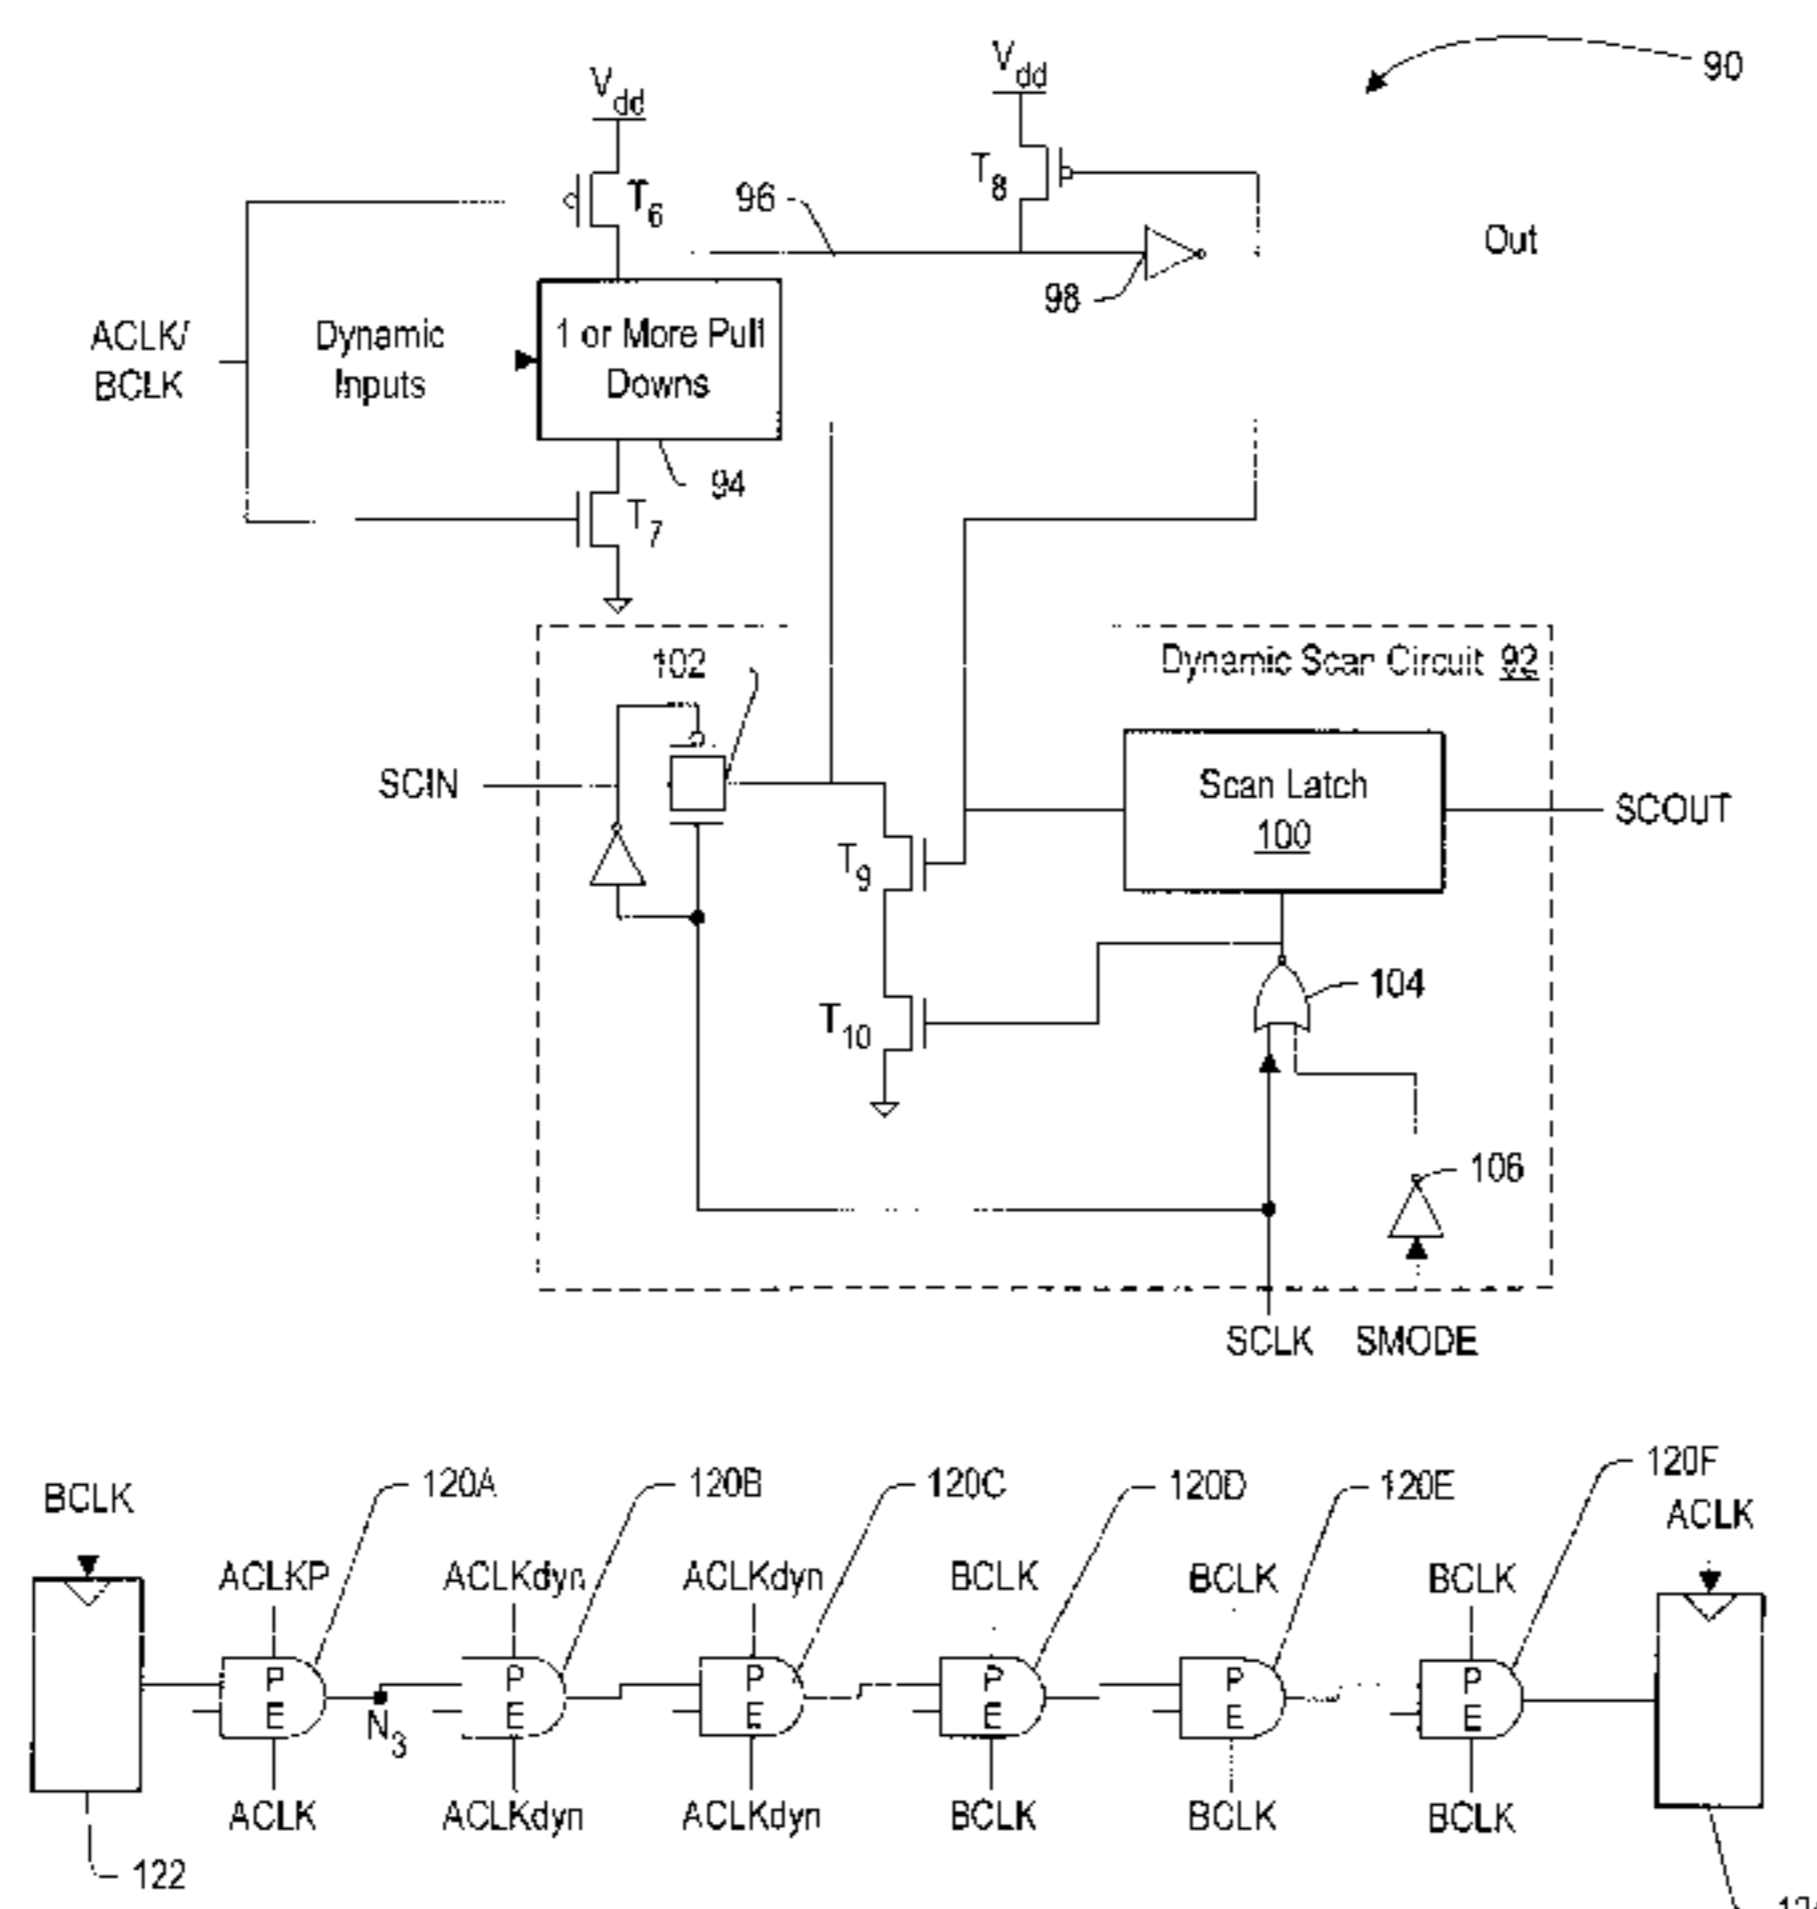 90
Vdd
Vdd
T6
T8
96
98
Out
ACLK/
BCLK
Dynamic
Inputs
1 or More Pull
Downs
94
T7
Dynamic Scan Circuit 92
102
SCIN
Scan Latch
100
SCOUT
T9
T10
104
106
SCLK
SMODE
120A
120B
120C
120D
120E
120F
BCLK
ACLKP
ACLKdyn
ACLKdyn
BCLK
BCLK
BCLK
ACLK
P
E
P
E
P
E
P
E
P
E
P
E
N3
ACLK
ACLKdyn
ACLKdyn
BCLK
BCLK
BCLK
122